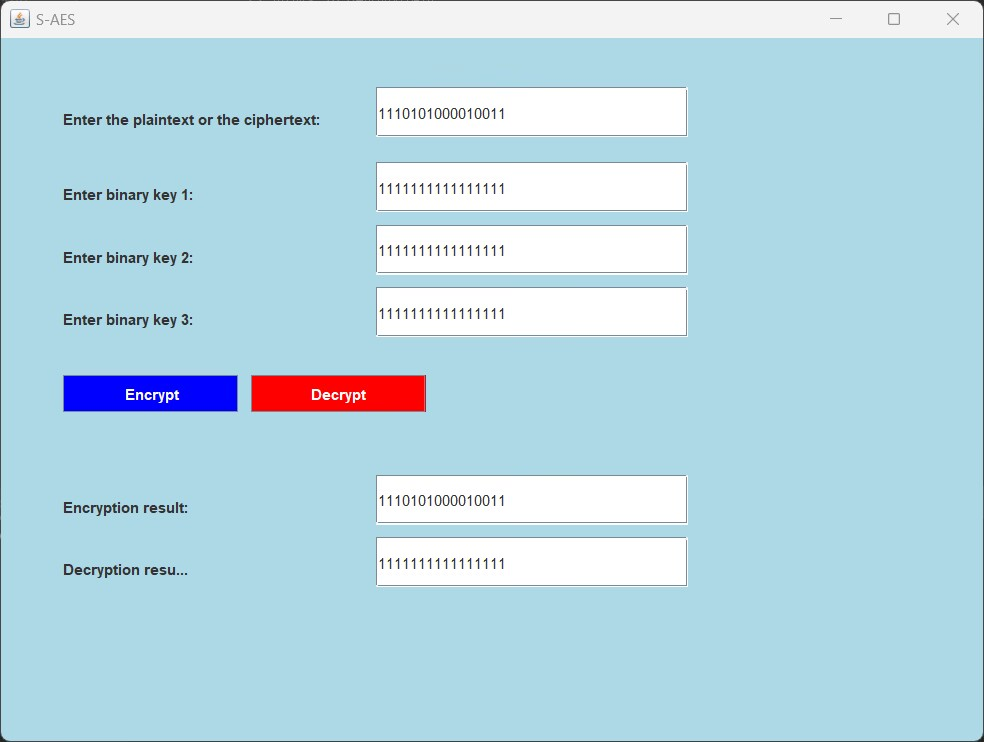 S-AES
Enter the plaintext or the ciphertext:
1110101000010011
Enter binary key 1:
1111111111111111
Enter binary key 2:
1111111111111111
Enter binary key 3:
1111111111111111
Encrypt
Decrypt
Encryption result:
1110101000010011
Decryption resu...
1111111111111111